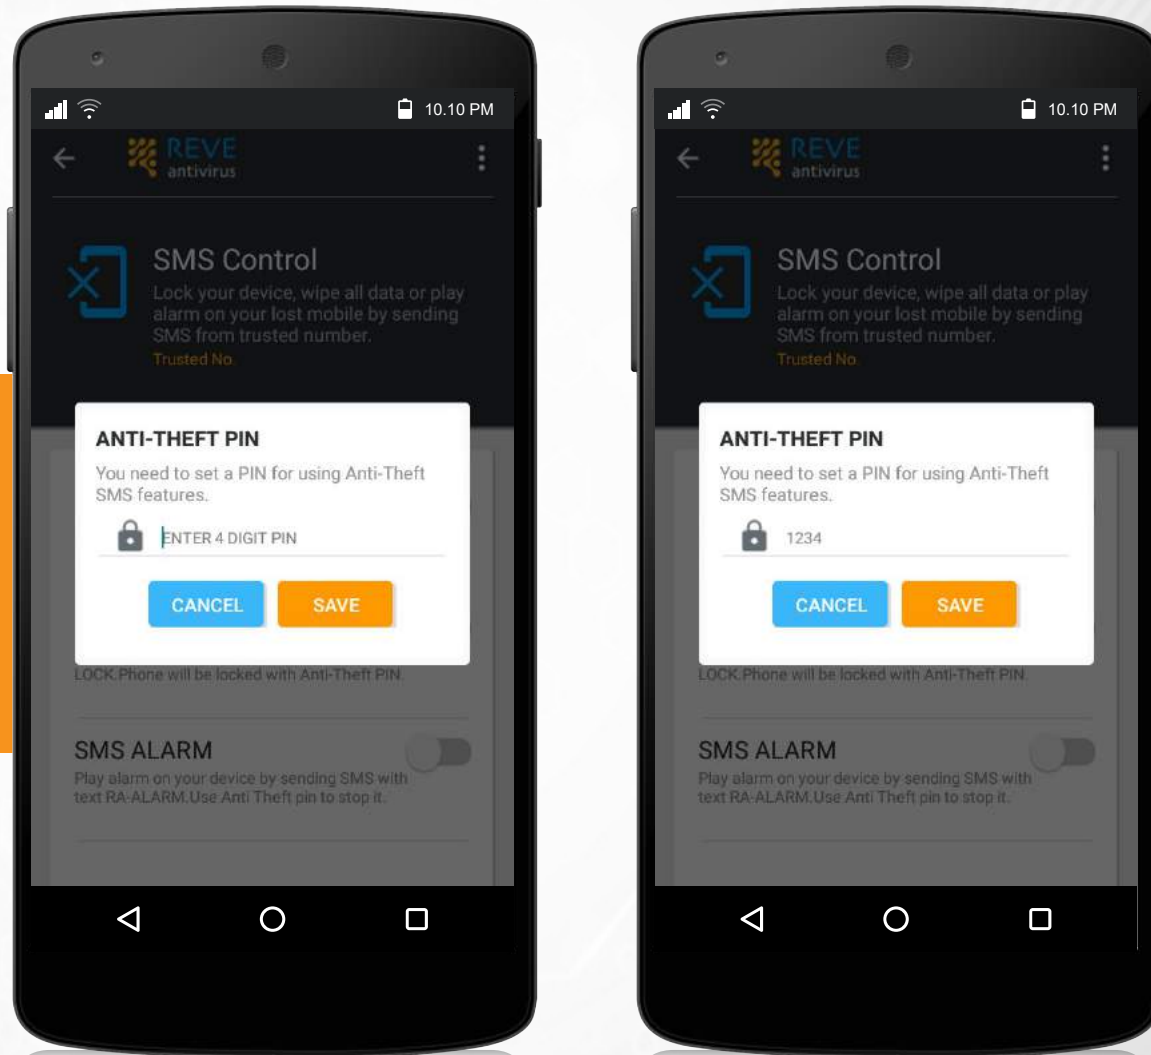 10.10 PM
REVE
antivirus
SMS Control
Lock your device, wipe all data or play
alarm on your lost mobile by sending
SMS from trusted number.
Trusted No.
ANTI-THEFT PIN
You need to set a PIN for using Anti-Theft
SMS features.
ENTER 4 DIGIT PIN
CANCEL
SAVE
LOCK.Phone will be locked with Anti-Theft PIN.
SMS ALARM
Play alarm on your device by sending SMS with
text RA-ALARM.Use Anti Theft pin to stop it.
10.10 PM
REVE
antivirus
SMS Control
Lock your device, wipe all data or play
alarm on your lost mobile by sending
SMS from trusted number.
Trusted No.
ANTI-THEFT PIN
You need to set a PIN for using Anti-Theft
SMS features.
1234
CANCEL
SAVE
LOCK.Phone will be locked with Anti-Theft PIN.
SMS ALARM
Play alarm on your device by sending SMS with
text RA-ALARM.Use Anti Theft pin to stop it.